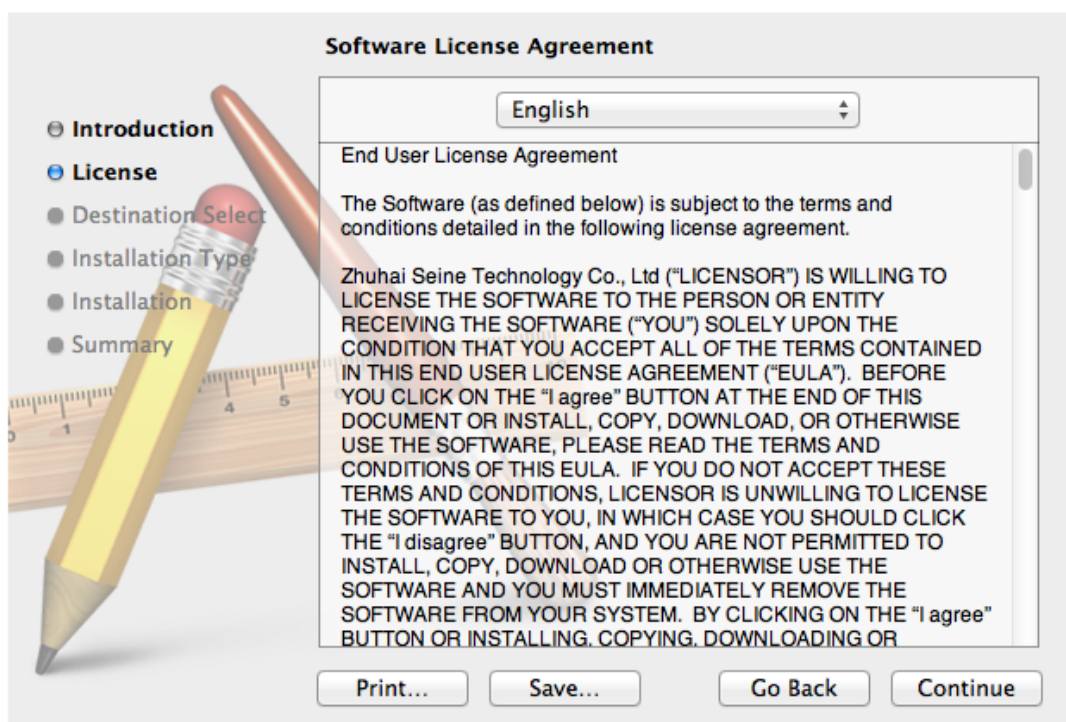 Software License Agreement
Introduction
License
Destination Select
Installation Type
Installation
Summary
English
End User License Agreement
The Software (as defined below) is subject to the terms and
conditions detailed in the following license agreement.
Zhuhai Seine Technology Co., Ltd (“LICENSOR”) IS WILLING TO
LICENSE THE SOFTWARE TO THE PERSON OR ENTITY
RECEIVING THE SOFTWARE (“YOU”) SOLELY UPON THE
CONDITION THAT YOU ACCEPT ALL OF THE TERMS CONTAINED
IN THIS END USER LICENSE AGREEMENT (“EULA”).  BEFORE
YOU CLICK ON THE “I agree” BUTTON AT THE END OF THIS
DOCUMENT OR INSTALL, COPY, DOWNLOAD, OR OTHERWISE
USE THE SOFTWARE, PLEASE READ THE TERMS AND
CONDITIONS OF THIS EULA.  IF YOU DO NOT ACCEPT THESE
TERMS AND CONDITIONS, LICENSOR IS UNWILLING TO LICENSE
THE SOFTWARE TO YOU, IN WHICH CASE YOU SHOULD CLICK
THE “I disagree” BUTTON, AND YOU ARE NOT PERMITTED TO
INSTALL, COPY, DOWNLOAD OR OTHERWISE USE THE
SOFTWARE AND YOU MUST IMMEDIATELY REMOVE THE
SOFTWARE FROM YOUR SYSTEM.  BY CLICKING ON THE “I agree”
BUTTON OR INSTALLING, COPYING, DOWNLOADING OR
0 1 4 5
Print...
Save...
Go Back
Continue